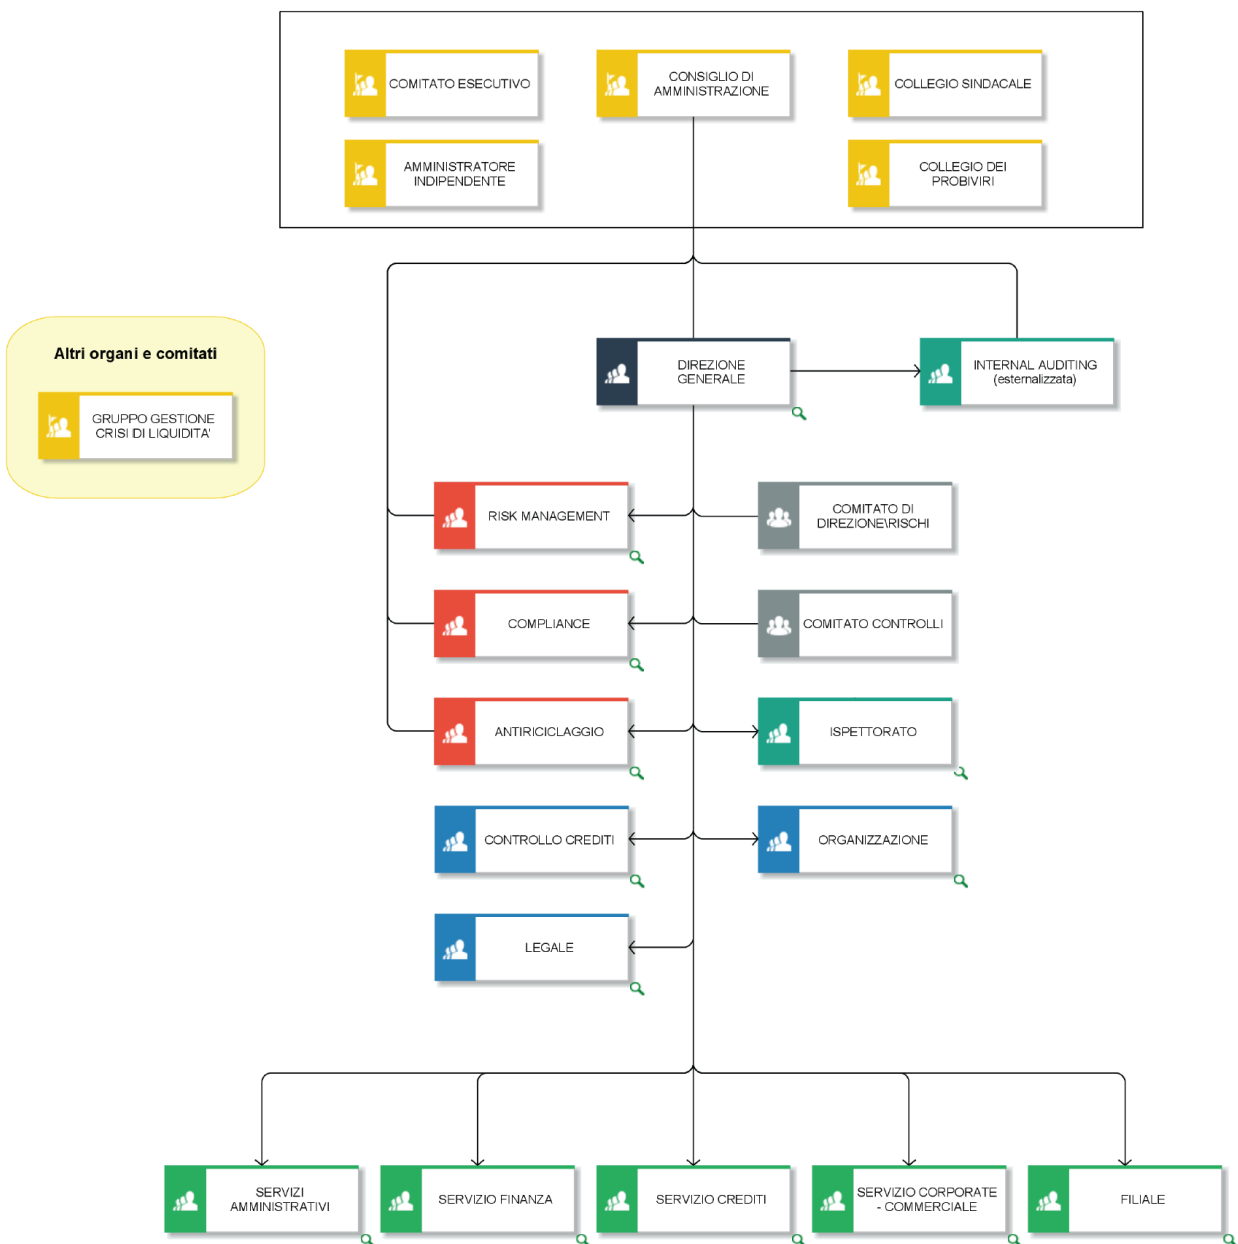 COMITATO ESECUTIVO
CONSIGLIO DI
AMMINISTRAZIONE
COLLEGIO SINDACALE
AMMINISTRATORE
INDIPENDENTE
COLLEGIO DEI
PROBIVIRI
Altri organi e comitati
GRUPPO GESTIONE
CRISI DI LIQUIDITA'
DIREZIONE
GENERALE
INTERNAL AUDITING
(esternalizzata)
RISK MANAGEMENT
COMITATO DI
DIREZIONE\RISCHI
COMPLIANCE
COMITATO CONTROLLI
ANTIRICICLAGGIO
ISPETTORATO
CONTROLLO CREDITI
ORGANIZZAZIONE
LEGALE
SERVIZI
AMMINISTRATIVI
SERVIZIO FINANZA
SERVIZIO CREDITI
SERVIZIO CORPORATE
- COMMERCIALE
FILIALE